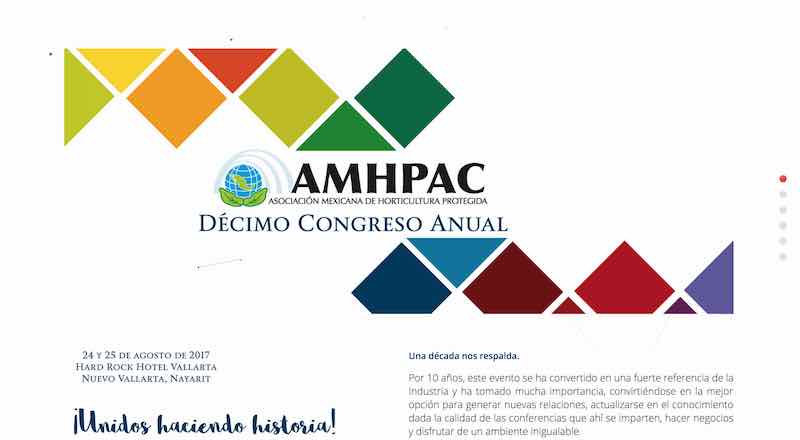 AMHPAC
ASOCIACIÓN MEXICANA DE HORTICULTURA PROTEGIDA
DÉCIMO CONGRESO ANUAL
24 Y 25 DE AGOSTO DE 2017
HARD ROCK HOTEL VALLARTA
NUEVO VALLARTA, NAYARIT
¡Unidos haciendo historia!
Una década nos respalda.
Por 10 años, este evento se ha convertido en una fuerte referencia de la
Industria y ha tomado mucha importancia, convirtiéndose en la mejor
opción para generar nuevas relaciones, actualizarse en el conocimiento
dada la calidad de las conferencias que ahí se imparten, hacer negocios
y disfrutar de un ambiente inigualable.